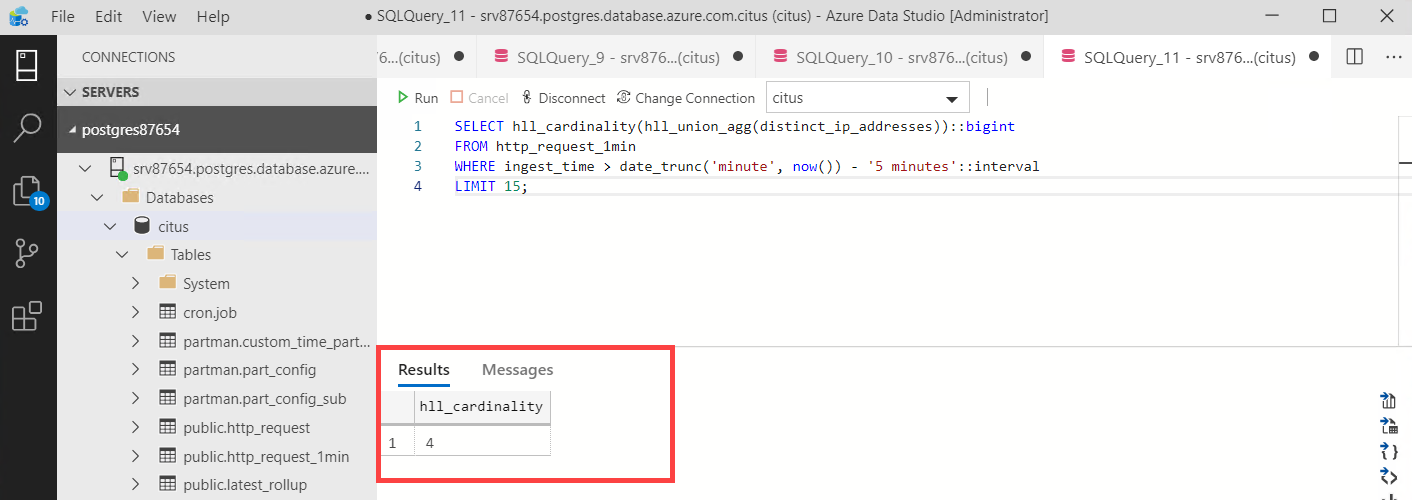 File Edit View Help ● SQLQuery_11 - srv87654.postgres.database.azure.com.citus (citus) - Azure Data Studio [Administrator]
CONNECTIONS
6...(citus) SQLQuery_9 - srv876...(citus) SQLQuery_10 - srv876...(citus) SQLQuery_11 - srv876...(citus)
SERVERS
Run Cancel Disconnect Change Connection citus
postgres87654
1 SELECT hll_cardinality(hll_union_agg(distinct_ip_addresses))::bigint
2 FROM http_request_1min
3 WHERE ingest_time > date_trunc('minute', now()) - '5 minutes'::interval
4 LIMIT 15;
srv87654.postgres.database.azure....
10
Databases
citus
Tables
System
cron.job
partman.custom_time_part...
partman.part_config
partman.part_config_sub
public.http_request
public.http_request_1min
public.latest_rollup
Results Messages
hll_cardinality
1 4